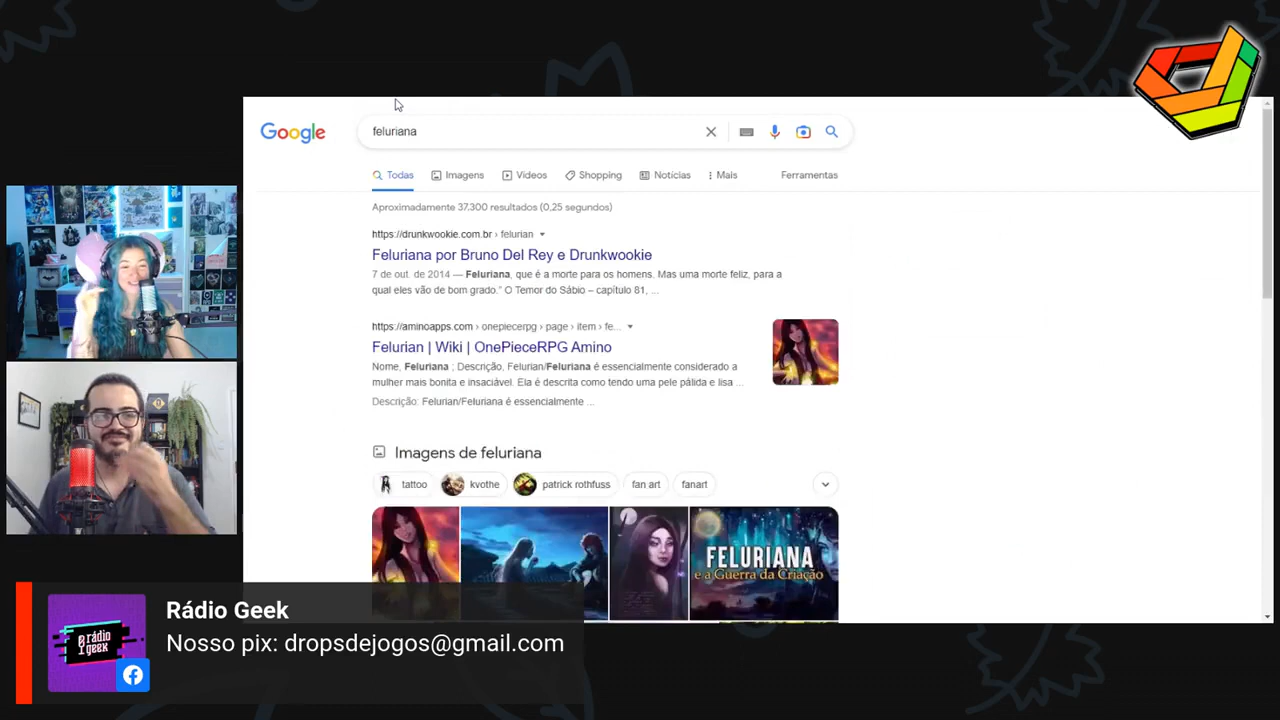 Google
feluriana
Todas
Imagens
Vídeos
Shopping
Notícias
Mais
Ferramentas
Aproximadamente 37.300 resultados (0,25 segundos)
https://drunkwookie.com.br › felurian
Feluriana por Bruno Del Rey e Drunkwookie
7 de out. de 2014 — Feluriana, que é a morte para os homens. Mas uma morte feliz, para a
qual eles vão de bom grado.” O Temor do Sábio – capítulo 81, ...
https://aminoapps.com › onepiecerpg › page › item › fe...
Felurian | Wiki | OnePieceRPG Amino
Nome, Feluriana ; Descrição, Felurian/Feluriana é essencialmente considerado a
mulher mais bonita e insaciável. Ela é descrita como tendo uma pele pálida e lisa ...
Descrição: Felurian/Feluriana é essencialmente ...
Imagens de feluriana
tattoo
kvothe
patrick rothfuss
fan art
fanart
FELURIANA
e a Guerra da Criação
rádio
geek
Rádio Geek
Nosso pix: dropsdejogos@gmail.com